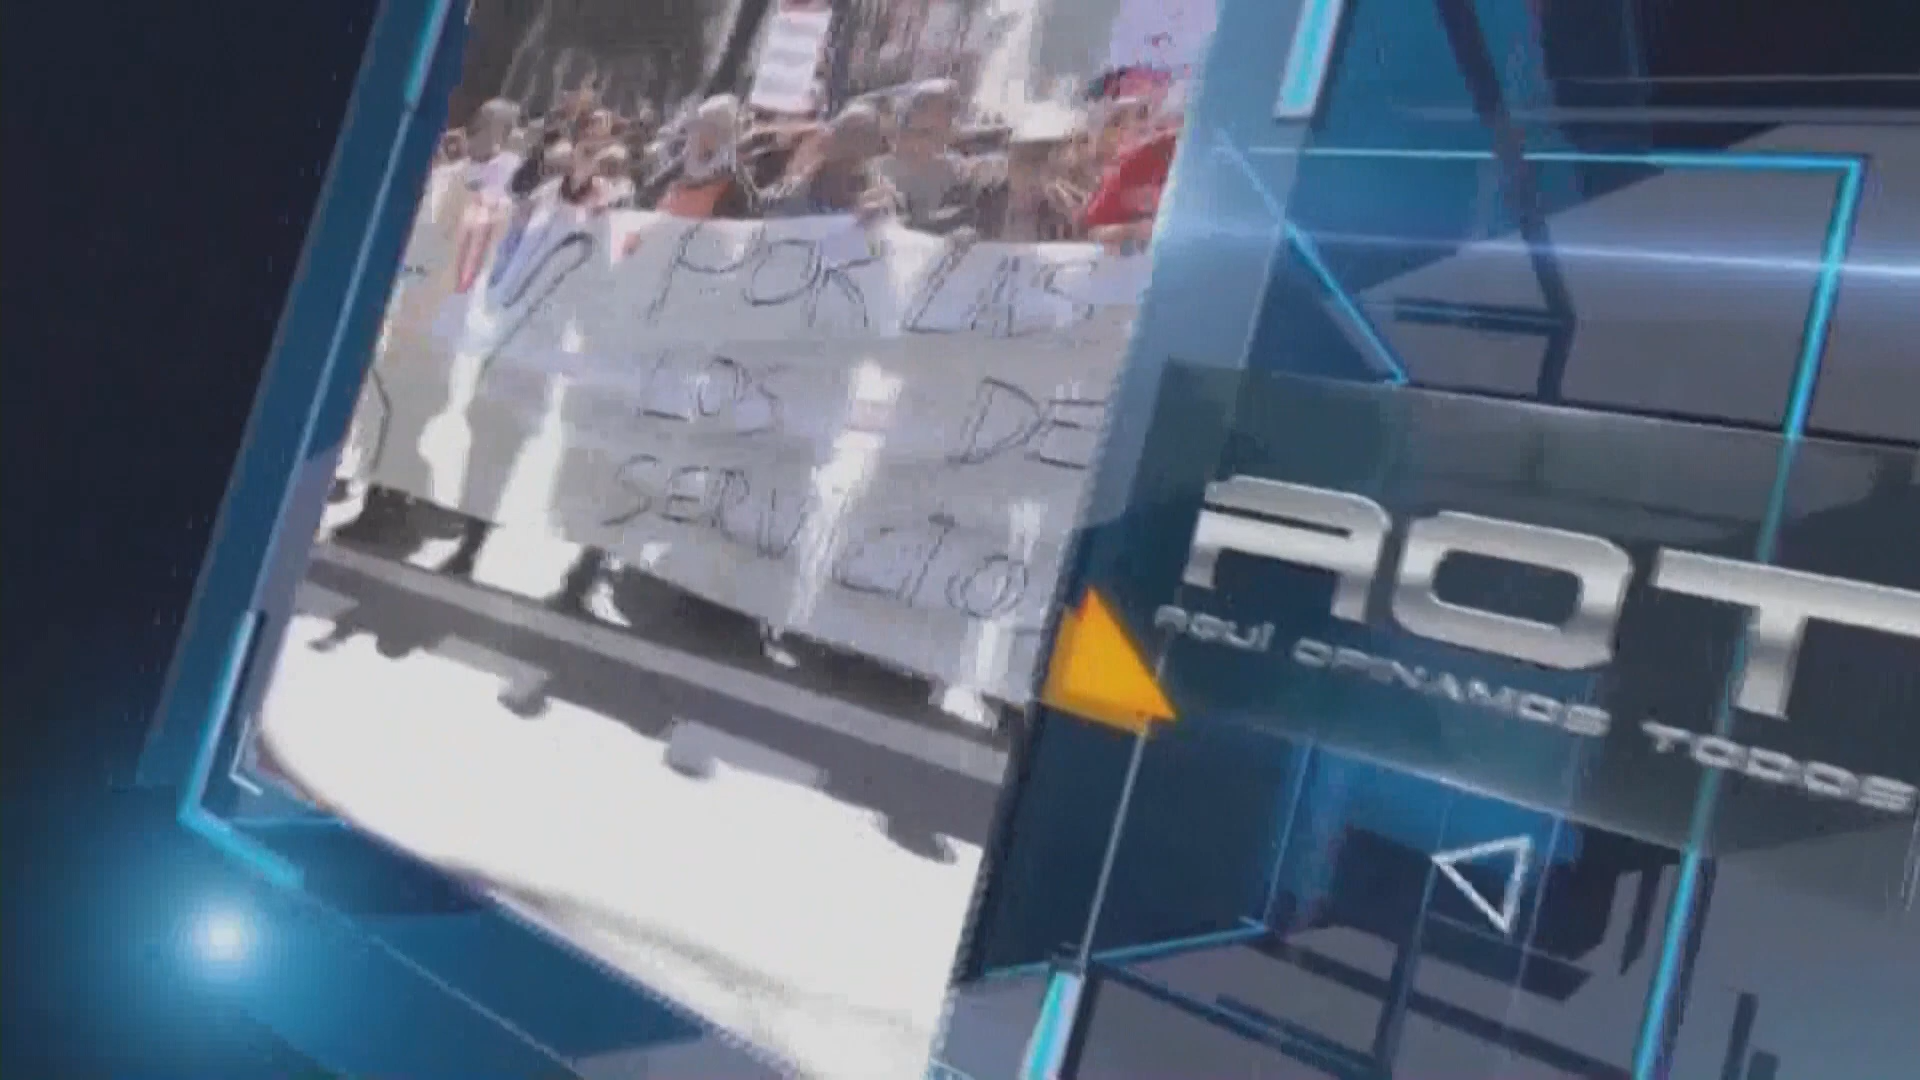 POR LAS
LOS DE
SERVICIO
AOT
AQUÍ OPINAMOS TODOS